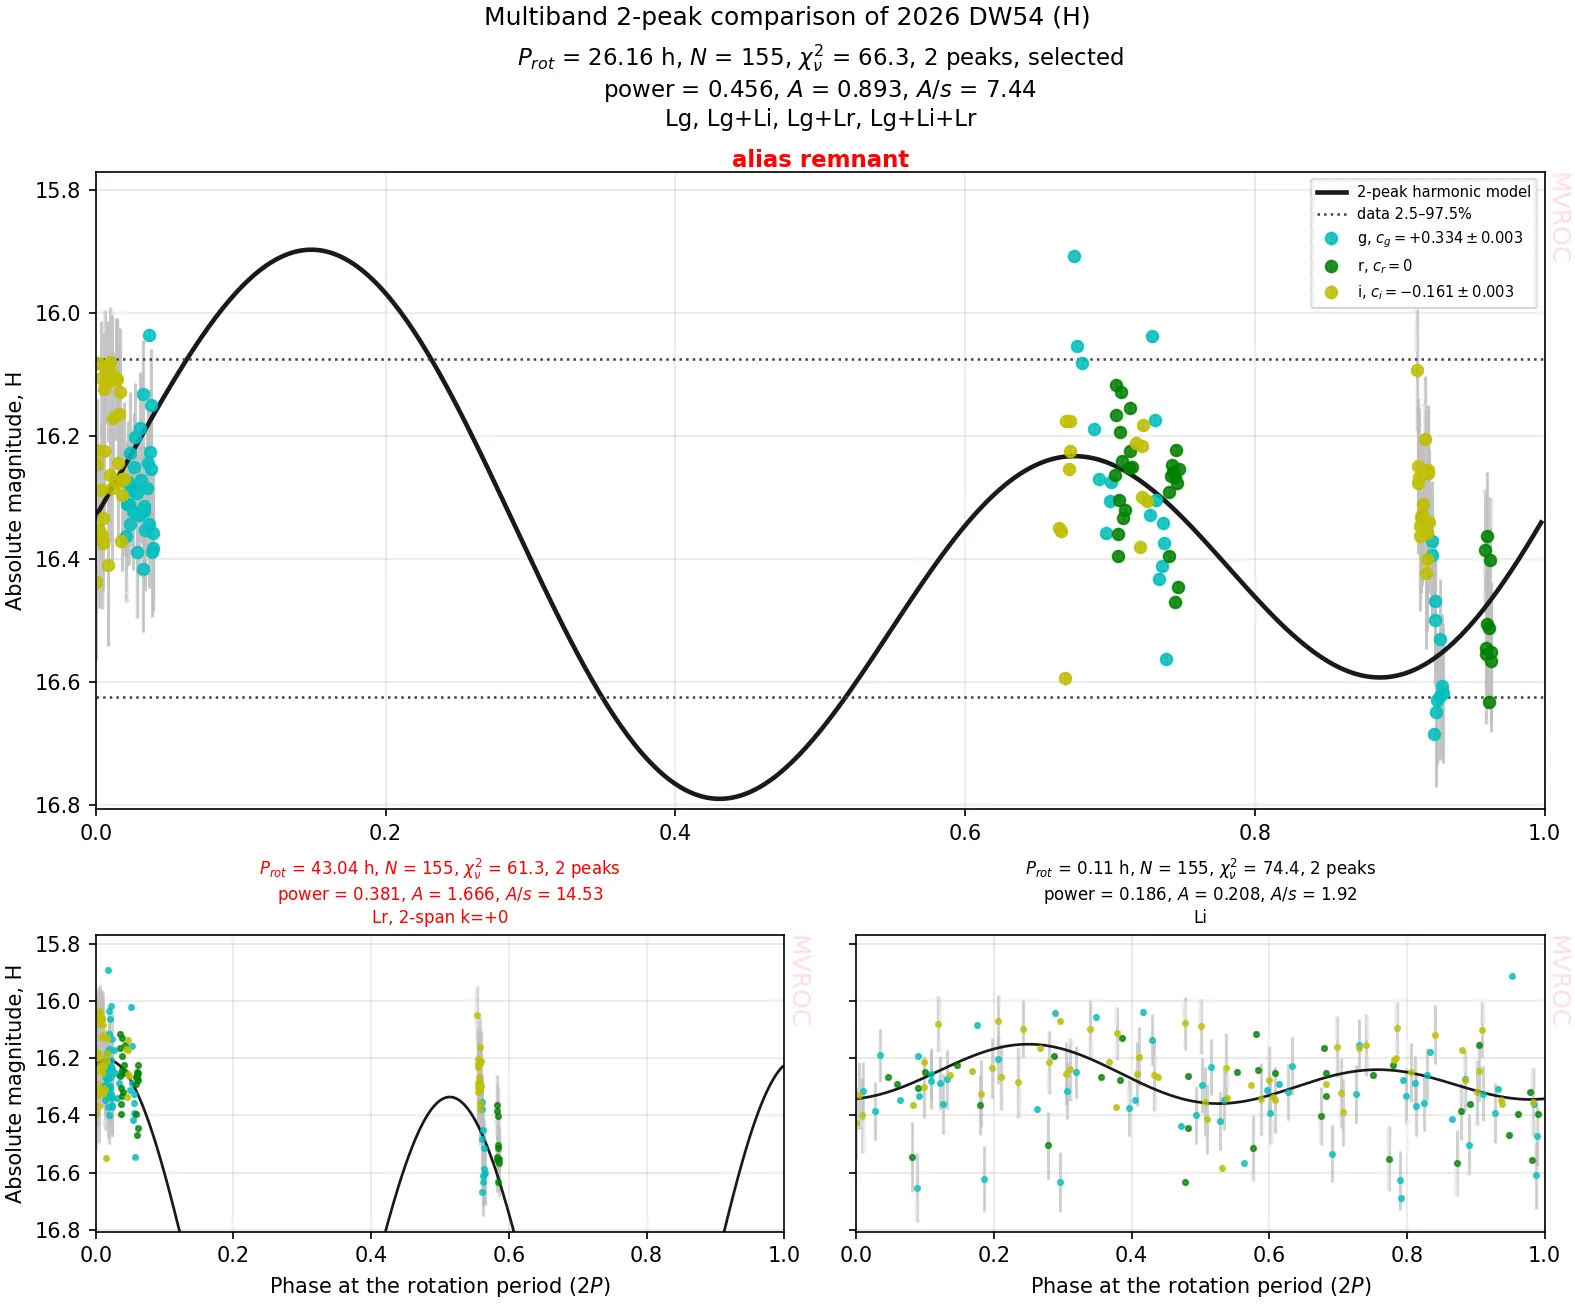 Multiband 2-peak comparison of 2026 DW54 (H)
P_rot = 26.16 h, N = 155, χ²_ν = 66.3, 2 peaks, selected
power = 0.456, A = 0.893, A/s = 7.44
Lg, Lg+Li, Lg+Lr, Lg+Li+Lr
alias remnant
2-peak harmonic model
data 2.5–97.5%
g, c_g = +0.334 ± 0.003
r, c_r = 0
i, c_i = −0.161 ± 0.003
MVROC
Absolute magnitude, H
15.8
16.0
16.2
16.4
16.6
16.8
0.0 0.2 0.4 0.6 0.8 1.0
P_rot = 43.04 h, N = 155, χ²_ν = 61.3, 2 peaks
power = 0.381, A = 1.666, A/s = 14.53
Lr, 2-span k=+0
MVROC
Absolute magnitude, H
15.8
16.0
16.2
16.4
16.6
16.8
0.0 0.2 0.4 0.6 0.8 1.0
Phase at the rotation period (2P)
P_rot = 0.11 h, N = 155, χ²_ν = 74.4, 2 peaks
power = 0.186, A = 0.208, A/s = 1.92
Li
MVROC
0.0 0.2 0.4 0.6 0.8 1.0
Phase at the rotation period (2P)